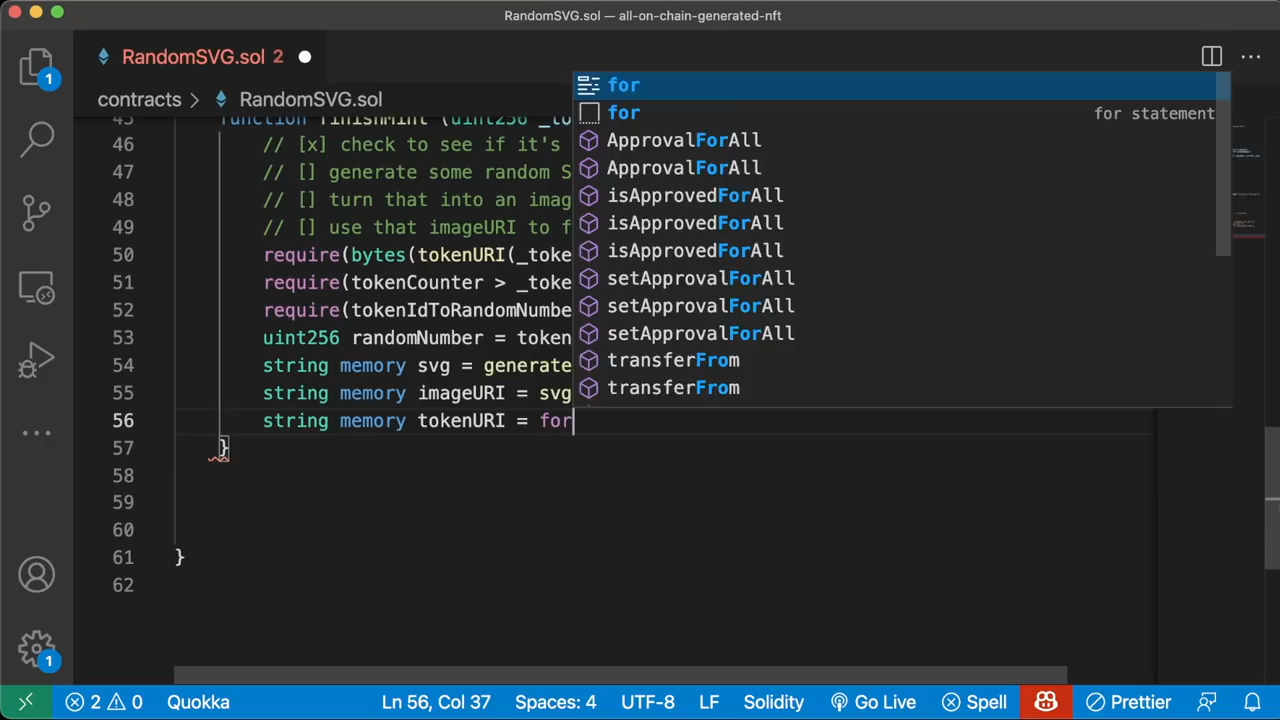 RandomSVG.sol — all-on-chain-generated-nft
1
RandomSVG.sol 2
contracts > RandomSVG.sol
45 function finishMint (uint256 _to
46 // [x] check to see if it's
47 // [] generate some random S
48 // [] turn that into an imag
49 // [] use that imageURI to f
50 require(bytes(tokenURI(_toke
51 require(tokenCounter > _toke
52 require(tokenIdToRandomNumbe
53 uint256 randomNumber = token
54 string memory svg = generate
55 string memory imageURI = svg
56 string memory tokenURI = for
57 }
58
59
60
61 }
62
for
for for statement
ApprovalForAll
ApprovalForAll
isApprovedForAll
isApprovedForAll
isApprovedForAll
setApprovalForAll
setApprovalForAll
setApprovalForAll
transferFrom
transferFrom
1
2 0 Quokka Ln 56, Col 37 Spaces: 4 UTF-8 LF Solidity Go Live Spell Prettier